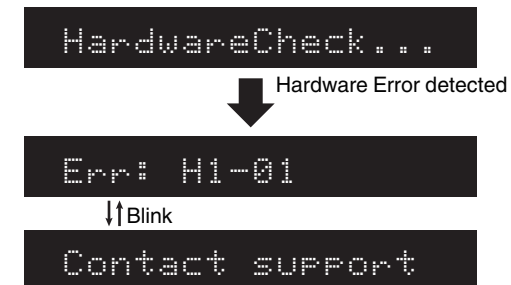 HardwareCheck...
Hardware Error detected
Err: H1-01
Blink
Contact support